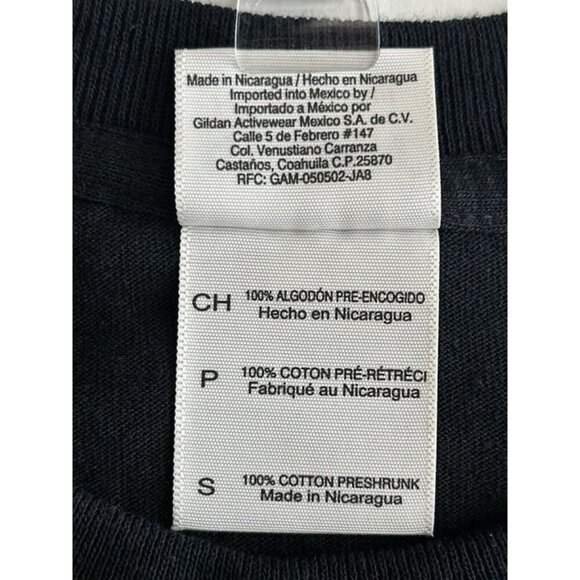 Made in Nicaragua / Hecho en Nicaragua
Imported into Mexico by /
Importado a México por
Gildan Activewear Mexico S.A. de C.V.
Calle 5 de Febrero #147
Col. Venustiano Carranza
Castaños, Coahuila C.P.25870
RFC: GAM-050502-JA8
CH 100% ALGODÓN PRE-ENCOGIDO
Hecho en Nicaragua
P 100% COTON PRÉ-RÉTRÉCI
Fabriqué au Nicaragua
S 100% COTTON PRESHRUNK
Made in Nicaragua